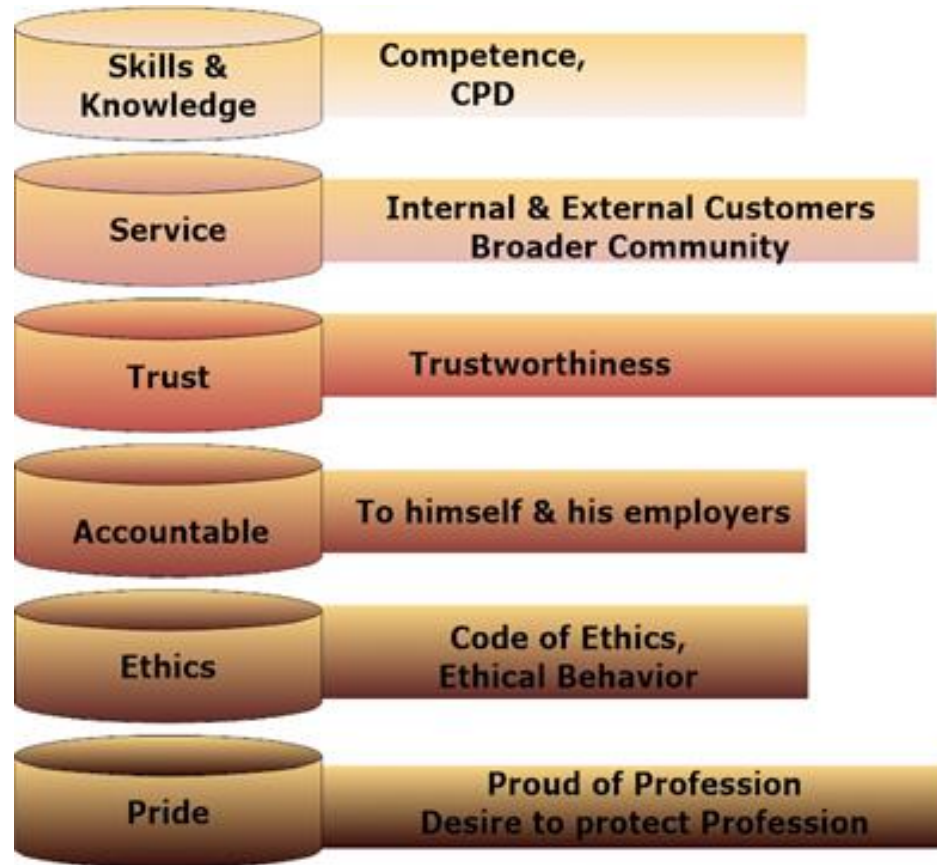 Skills &
Knowledge
Competence,
CPD
Service
Internal & External Customers
Broader Community
Trust
Trustworthiness
Accountable
To himself & his employers
Ethics
Code of Ethics,
Ethical Behavior
Pride
Proud of Profession
Desire to protect Profession